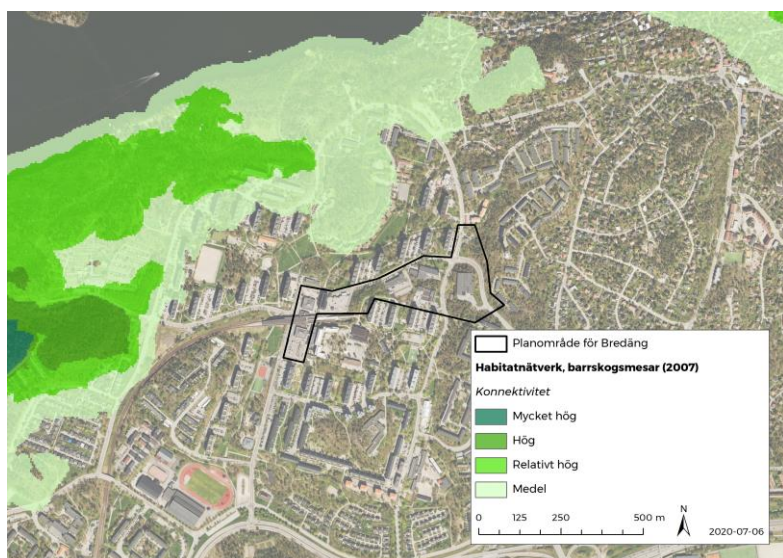 Planområde för Bredäng
Habitatnätverk, barrskogsmesar (2007)
Konnektivitet
Mycket hög
Hög
Relativt hög
Medel
0 125 250 500 m
N
2020-07-06